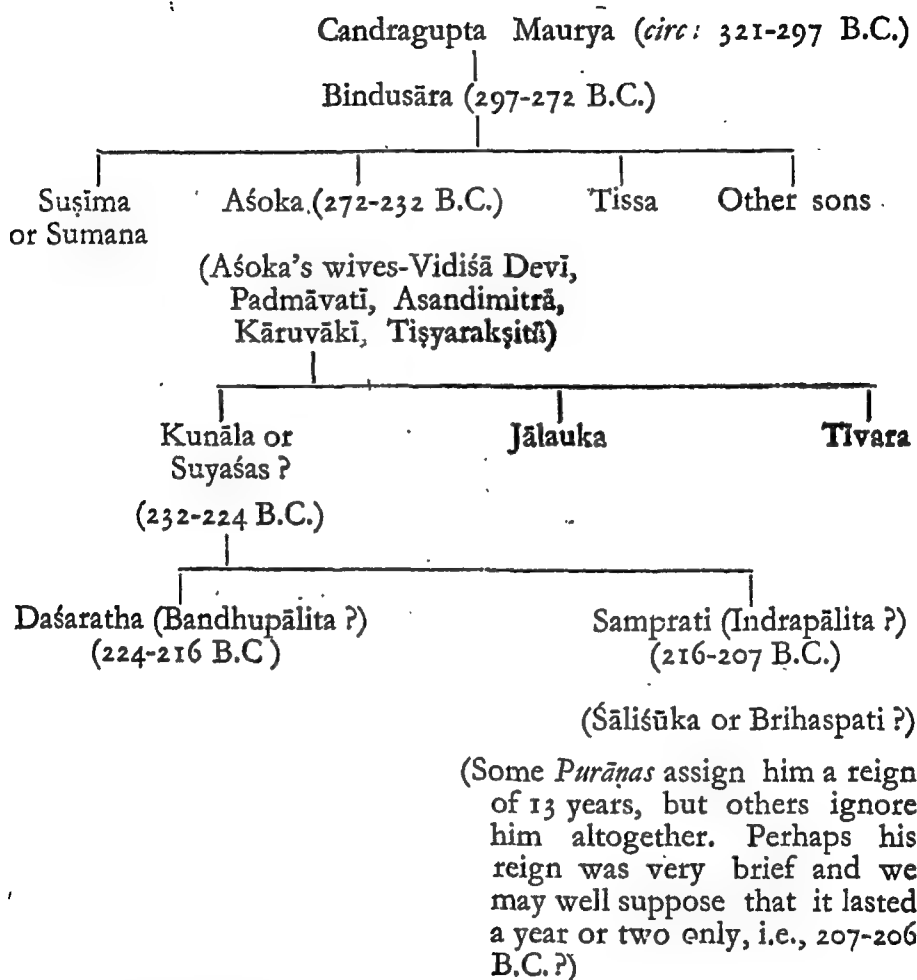 Candragupta Maurya (circ: 321-297 B.C.)
Bindusāra (297-272 B.C.)
Suṣīma Aśoka (272-232 B.C.) Tissa Other sons
or Sumana
(Aśoka's wives-Vidiśā Devī,
Padmāvatī, Asandimitrā,
Kāruvākī, Tiṣyarakṣitā)
Kunāla or Jālauka Tīvara
Suyaśas ?
(232-224 B.C.)
Daśaratha (Bandhupālita ?) Samprati (Indrapālita ?)
(224-216 B.C ) (216-207 B.C.)
(Śāliśūka or Brihaspati ?)
(Some Purāṇas assign him a reign
of 13 years, but others ignore
him altogether. Perhaps his
reign was very brief and we
may well suppose that it lasted
a year or two only, i.e., 207-206
B.C. ?)